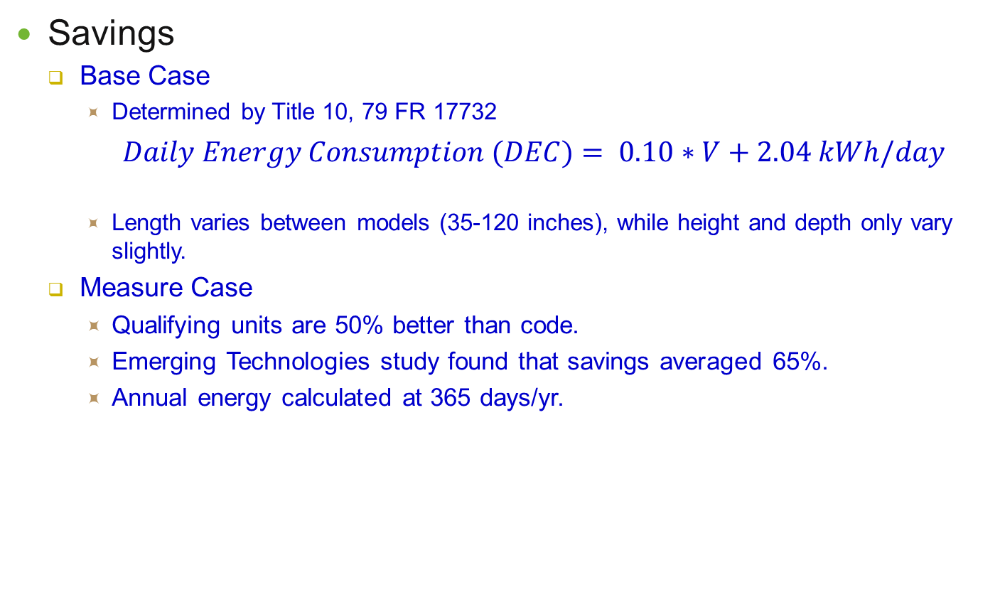 Savings
Base Case
Determined by Title 10, 79 FR 17732
Daily Energy Consumption (DEC) = 0.10 ∗ V + 2.04 kWh/day
Length varies between models (35-120 inches), while height and depth only vary
slightly.
Measure Case
Qualifying units are 50% better than code.
Emerging Technologies study found that savings averaged 65%.
Annual energy calculated at 365 days/yr.